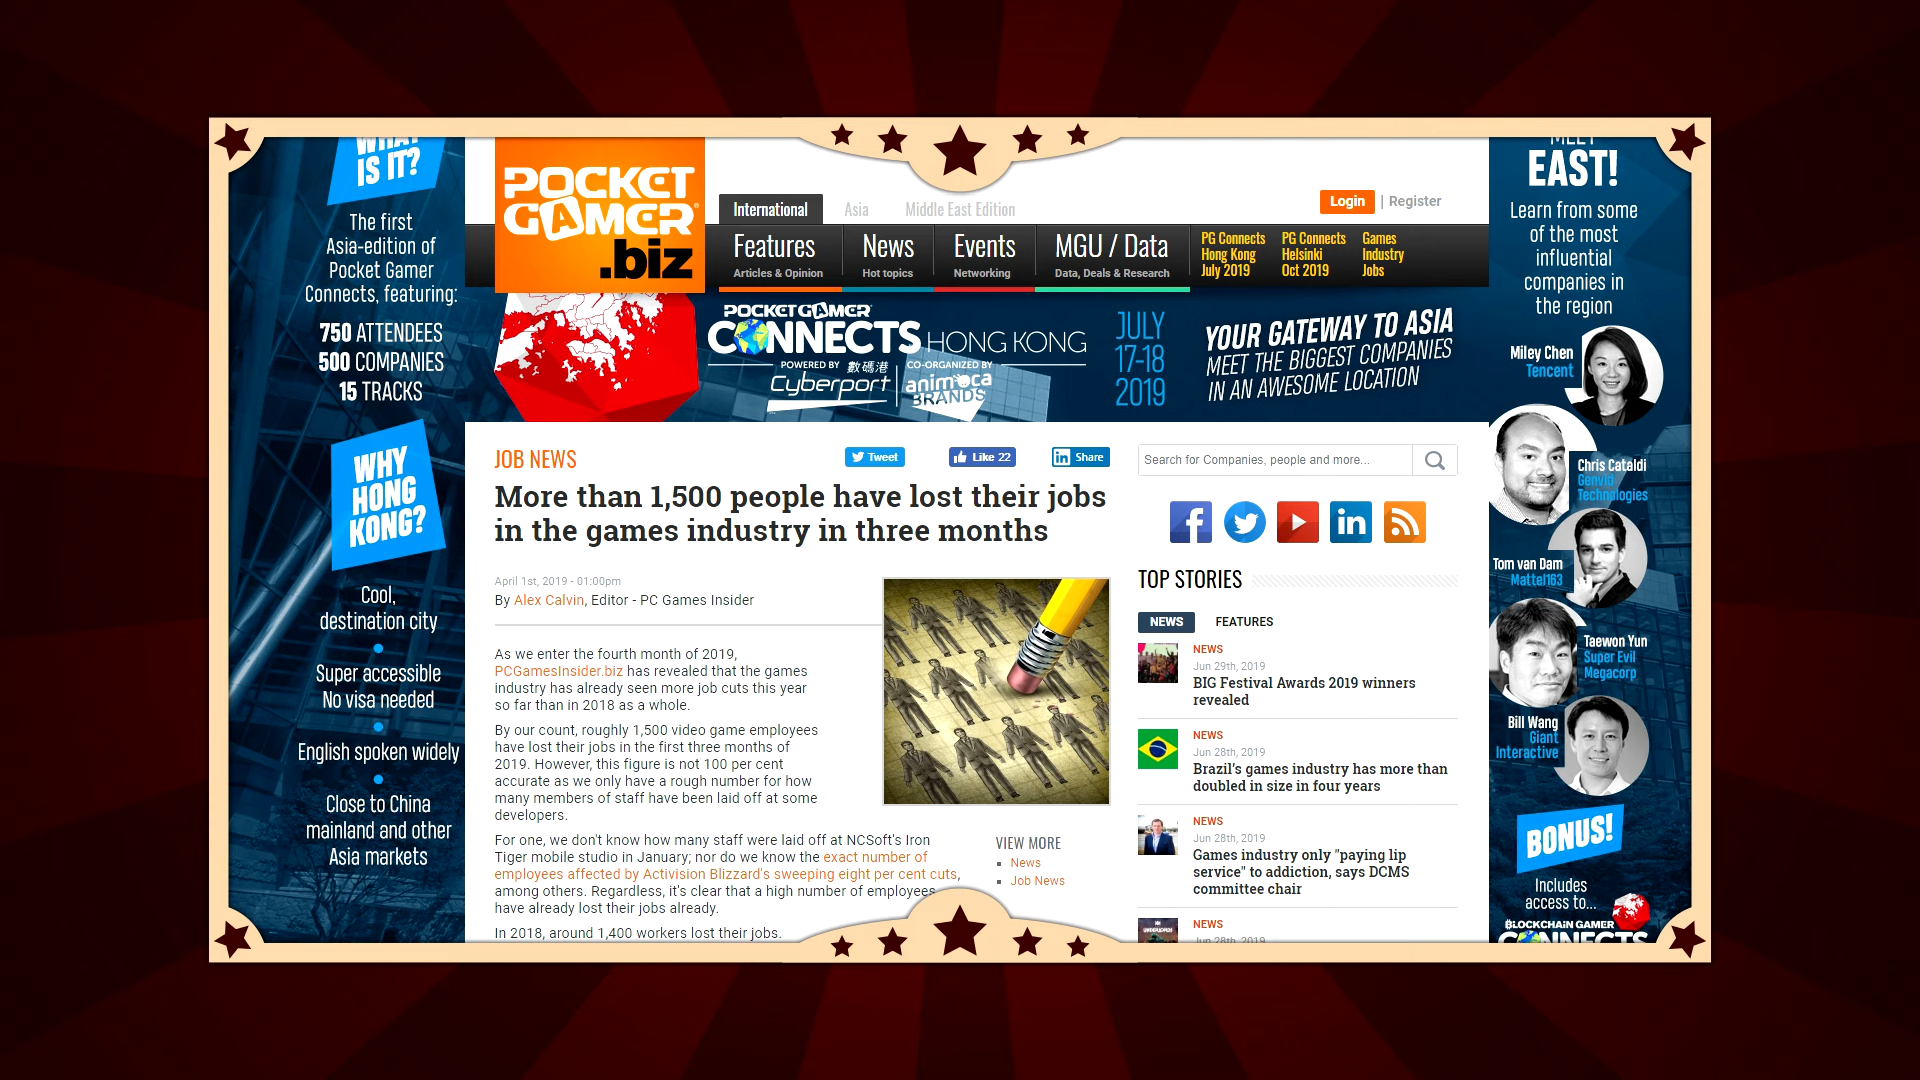 WHAT
IS IT?
The first
Asia-edition of
Pocket Gamer
Connects, featuring:
750 ATTENDEES
500 COMPANIES
15 TRACKS
WHY
HONG
KONG?
Cool,
destination city
Super accessible
No visa needed
English spoken widely
Close to China
mainland and other
Asia markets
POCKET
GAMER
.biz
International
Asia
Middle East Edition
Login | Register
Features
Articles & Opinion
News
Hot topics
Events
Networking
MGU / Data
Data, Deals & Research
PG Connects
Hong Kong
July 2019
PG Connects
Helsinki
Oct 2019
Games
Industry
Jobs
POCKET GAMER
CONNECTS HONG KONG
POWERED BY 數碼港
Cyberport
CO-ORGANIZED BY
animoca
BRANDS
JULY
17-18
2019
YOUR GATEWAY TO ASIA
MEET THE BIGGEST COMPANIES
IN AN AWESOME LOCATION
JOB NEWS
Tweet
Like 22
Share
More than 1,500 people have lost their jobs
in the games industry in three months
April 1st, 2019 - 01:00pm
By Alex Calvin, Editor - PC Games Insider
As we enter the fourth month of 2019,
PCGamesInsider.biz has revealed that the games
industry has already seen more job cuts this year
so far than in 2018 as a whole.
By our count, roughly 1,500 video game employees
have lost their jobs in the first three months of
2019. However, this figure is not 100 per cent
accurate as we only have a rough number for how
many members of staff have been laid off at some
developers.
For one, we don't know how many staff were laid off at NCSoft's Iron
Tiger mobile studio in January; nor do we know the exact number of
employees affected by Activision Blizzard's sweeping eight per cent cuts,
among others. Regardless, it's clear that a high number of employees
have already lost their jobs already.
In 2018, around 1,400 workers lost their jobs.
VIEW MORE
News
Job News
Search for Companies, people and more...
TOP STORIES
NEWS
FEATURES
NEWS
Jun 29th, 2019
BIG Festival Awards 2019 winners
revealed
NEWS
Jun 28th, 2019
Brazil's games industry has more than
doubled in size in four years
NEWS
Jun 28th, 2019
Games industry only "paying lip
service" to addiction, says DCMS
committee chair
NEWS
Jun 28th, 2019
MEET
EAST!
Learn from some
of the most
influential
companies in
the region
Miley Chen
Tencent
Chris Cataldi
Genvid
Technologies
Tom van Dam
Mattel163
Taewon Yun
Super Evil
Megacorp
Bill Wang
Giant
Interactive
BONUS!
Includes
access to...
BLOCKCHAIN GAMER
CONNECTS